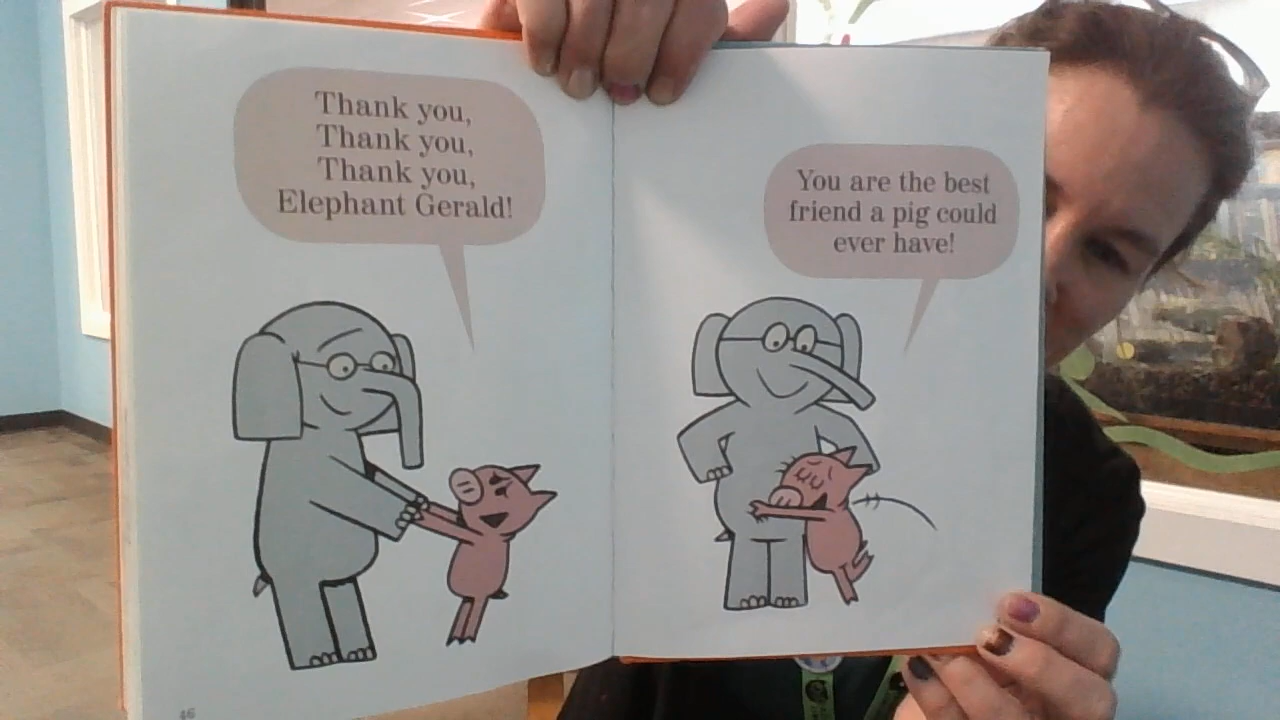 Thank you,
Thank you,
Thank you,
Elephant Gerald!
You are the best
friend a pig could
ever have!
46